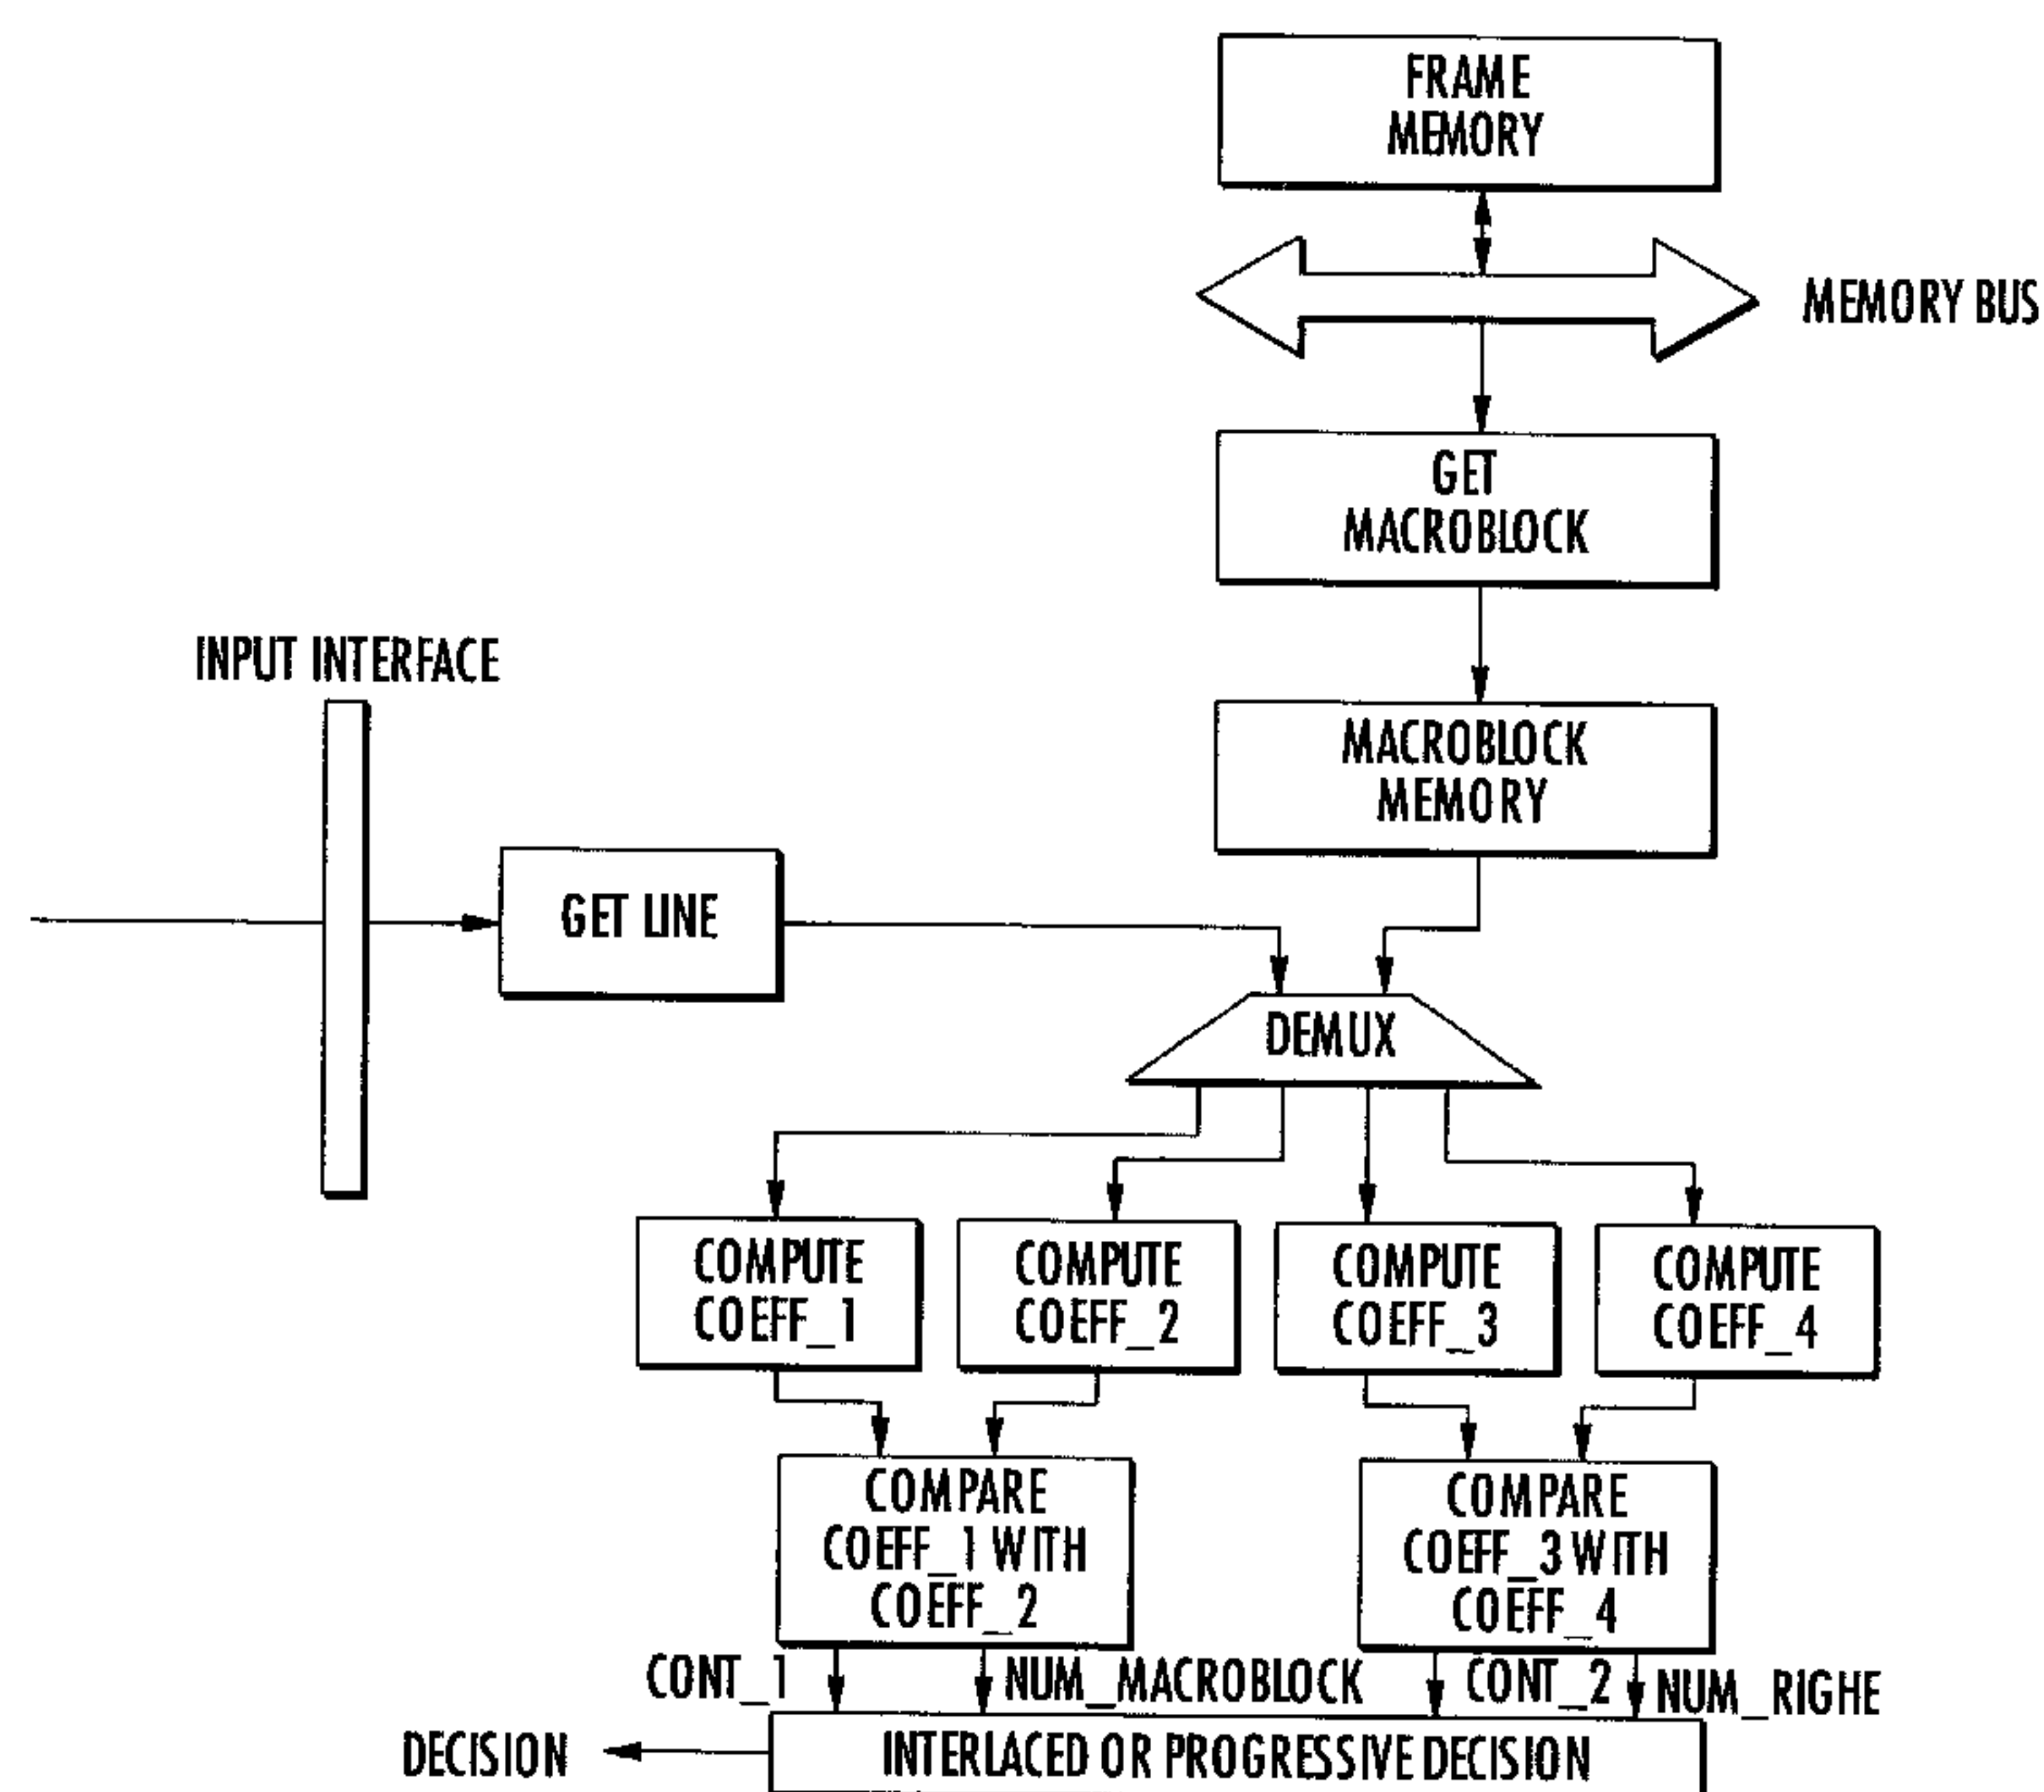 FRAME
MEMORY
MEMORY BUS
GET
MACROBLOCK
INPUT INTERFACE
MACROBLOCK
MEMORY
GET LINE
DEMUX
COMPUTE
COEFF_1
COMPUTE
COEFF_2
COMPUTE
COEFF_3
COMPUTE
COEFF_4
COMPARE
COEFF_1 WITH
COEFF_2
COMPARE
COEFF_3 WITH
COEFF_4
CONT_1
NUM_MACROBLOCK
CONT_2
NUM_RIGHE
DECISION
INTERLACED OR PROGRESSIVE DECISION